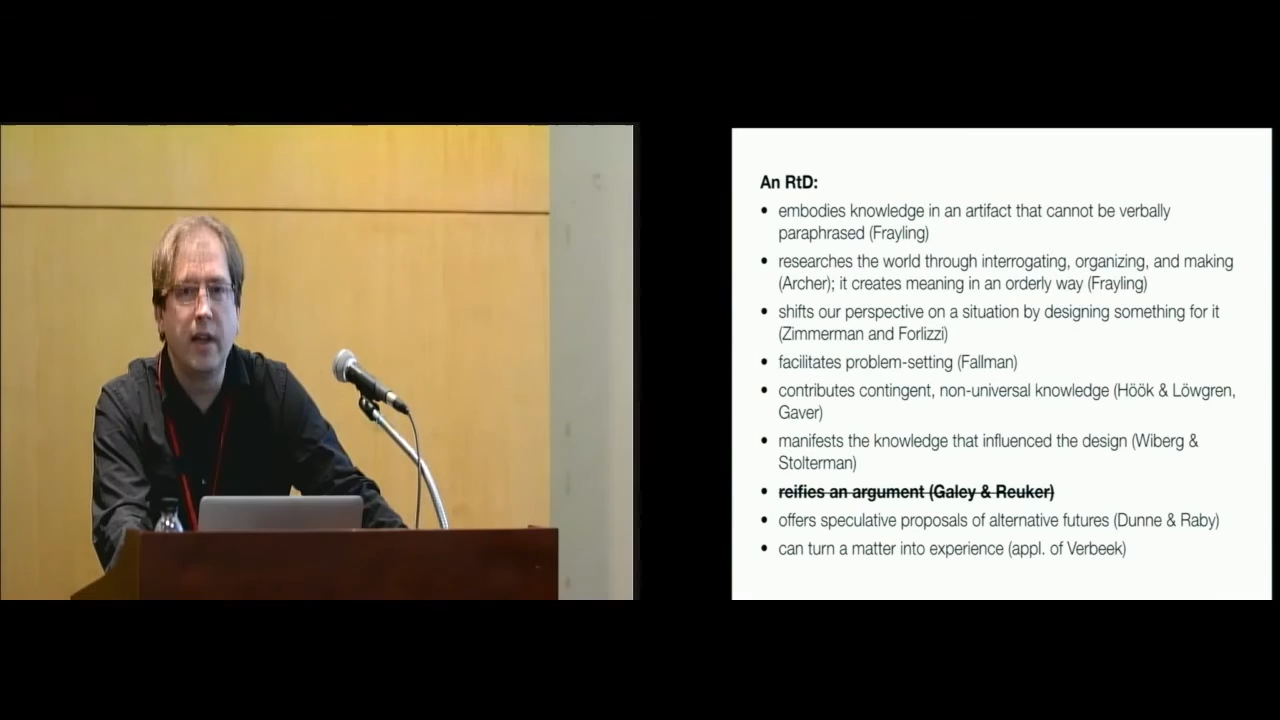 An RtD:
• embodies knowledge in an artifact that cannot be verbally
paraphrased (Frayling)
• researches the world through interrogating, organizing, and making
(Archer); it creates meaning in an orderly way (Frayling)
• shifts our perspective on a situation by designing something for it
(Zimmerman and Forlizzi)
• facilitates problem-setting (Fallman)
• contributes contingent, non-universal knowledge (Höök & Löwgren,
Gaver)
• manifests the knowledge that influenced the design (Wiberg &
Stolterman)
• reifies an argument (Galey & Reuker)
• offers speculative proposals of alternative futures (Dunne & Raby)
• can turn a matter into experience (appl. of Verbeek)